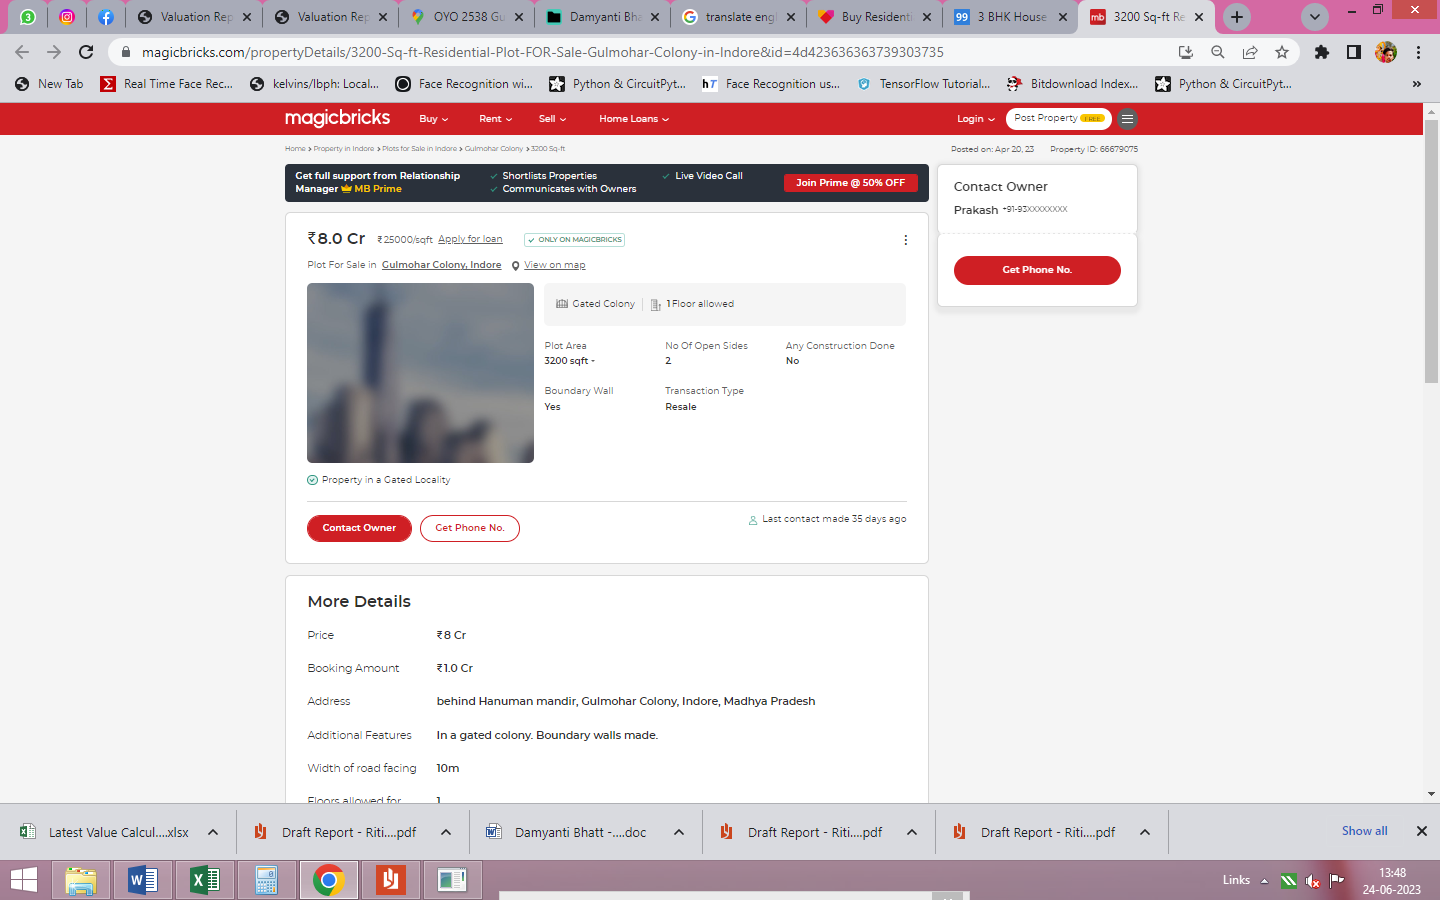 3
Valuation Rep
Valuation Rep
OYO 2538 Gu
Damyanti Bha
translate engl
Buy Residenti
99 3 BHK House
mb 3200 Sq-ft Re
magicbricks.com/propertyDetails/3200-Sq-ft-Residential-Plot-FOR-Sale-Gulmohar-Colony-in-Indore&id=4d423636363739303735
New Tab
Real Time Face Rec...
kelvins/lbph: Local...
Face Recognition wi...
Python & CircuitPyt...
hT Face Recognition us...
TensorFlow Tutorial...
Bitdownload Index...
Python & CircuitPyt...
»
magicbricks Buy Rent Sell Home Loans Login Post Property FREE
Home > Property in Indore > Plots for Sale in Indore > Gulmohar Colony > 3200 Sq-ft
Posted on: Apr 20, 23 Property ID: 66679075
Get full support from Relationship
Manager MB Prime
Shortlists Properties
Communicates with Owners
Live Video Call
Join Prime @ 50% OFF
Contact Owner
Prakash +91-93XXXXXXXX
Get Phone No.
₹8.0 Cr ₹25000/sqft Apply for loan ONLY ON MAGICBRICKS
Plot For Sale in Gulmohar Colony, Indore View on map
Gated Colony 1 Floor allowed
Plot Area No Of Open Sides Any Construction Done
3200 sqft - 2 No
Boundary Wall Transaction Type
Yes Resale
Property in a Gated Locality
Contact Owner Get Phone No. Last contact made 35 days ago
More Details
Price ₹8 Cr
Booking Amount ₹1.0 Cr
Address behind Hanuman mandir, Gulmohar Colony, Indore, Madhya Pradesh
Additional Features In a gated colony. Boundary walls made.
Width of road facing 10m
Floors allowed for 1
Latest Value Calcul....xlsx
Draft Report - Riti....pdf
Damyanti Bhatt -....doc
Draft Report - Riti....pdf
Draft Report - Riti....pdf
Show all
Links
13:48
24-06-2023